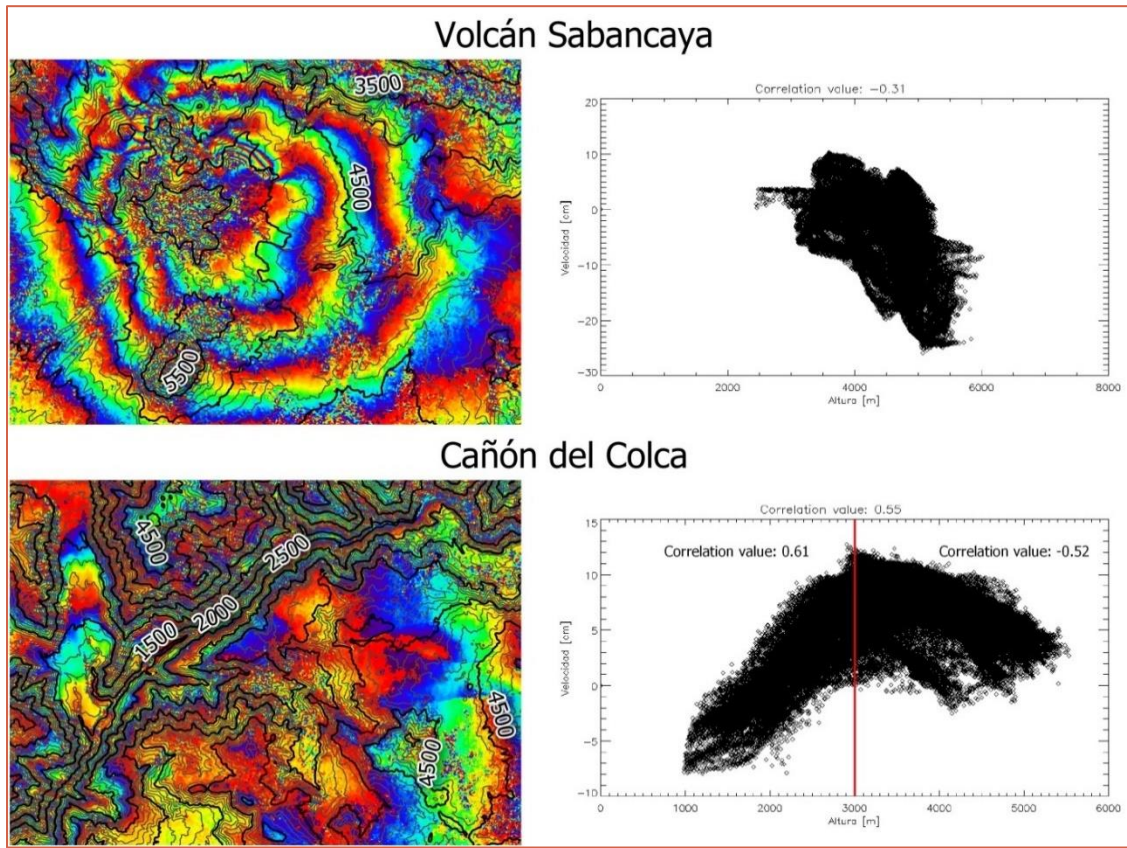 Volcán Sabancaya
3500
4500
5500
Correlation value: −0.31
20
10
0
−10
−20
−30
Velocidad [cm]
0 2000 4000 6000 8000
Altura [m]
Cañón del Colca
4500
2500
2000
1500
4500
4500
Correlation value: 0.55
Correlation value: 0.61 Correlation value: -0.52
15
10
5
0
−5
−10
Velocidad [cm]
0 1000 2000 3000 4000 5000 6000
Altura [m]